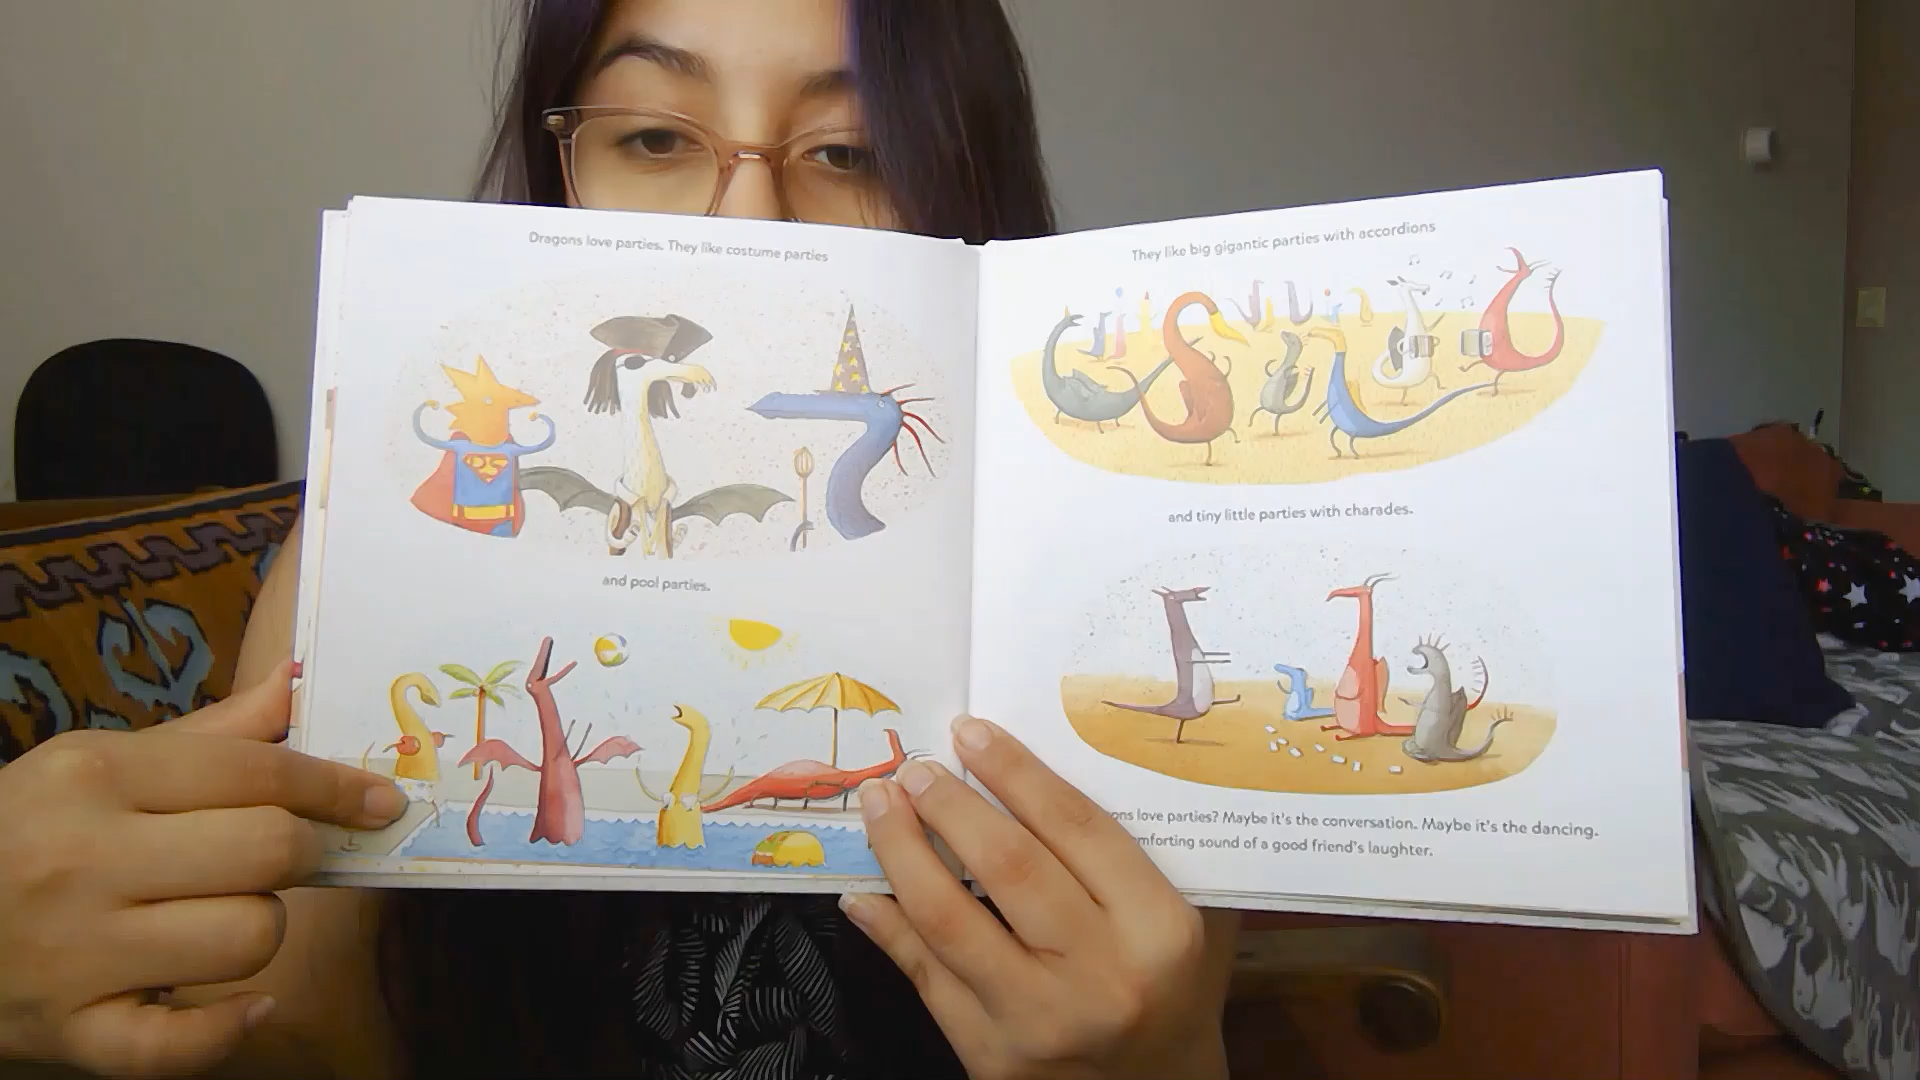 Dragons love parties. They like costume parties
DS
and pool parties.
They like big gigantic parties with accordions
and tiny little parties with charades.
love parties? Maybe it's the conversation. Maybe it's the dancing.
sound of a good friend's laughter.